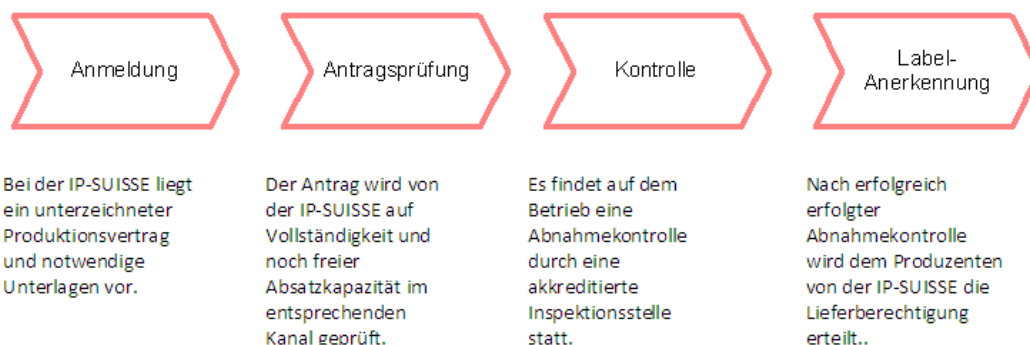 Anmeldung
Antragsprüfung
Kontrolle
Label-
Anerkennung
Bei der IP-SUISSE liegt
ein unterzeichneter
Produktionsvertrag
und notwendige
Unterlagen vor.
Der Antrag wird von
der IP-SUISSE auf
Vollständigkeit und
noch freier
Absatzkapazität im
entsprechenden
Kanal geprüft.
Es findet auf dem
Betrieb eine
Abnahmekontrolle
durch eine
akkreditierte
Inspektionsstelle
statt.
Nach erfolgreich
erfolgter
Abnahmekontrolle
wird dem Produzenten
von der IP-SUISSE die
Lieferberechtigung
erteilt..